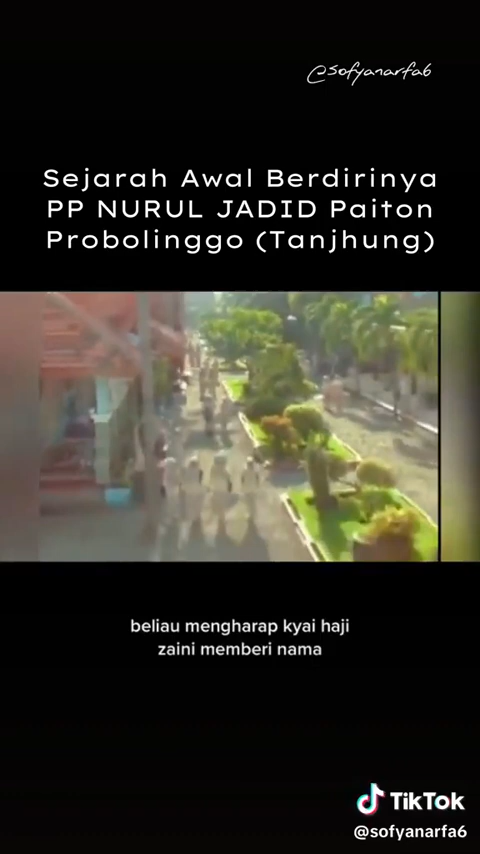 @sofyanarfa6
Sejarah Awal Berdirinya
PP NURUL JADID Paiton
Probolinggo (Tanjhung)
beliau mengharap kyai haji
zaini memberi nama
TikTok
@sofyanarfa6